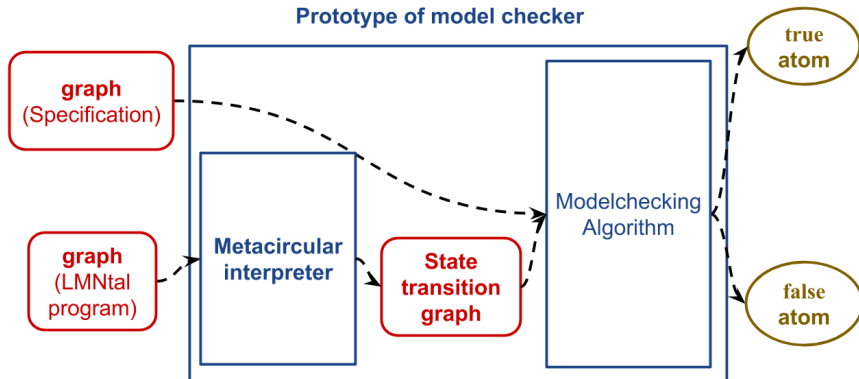 Prototype of model checker
graph
(Specification)
graph
(LMNtal
program)
Metacircular
interpreter
State
transition
graph
Modelchecking
Algorithm
true
atom
false
atom